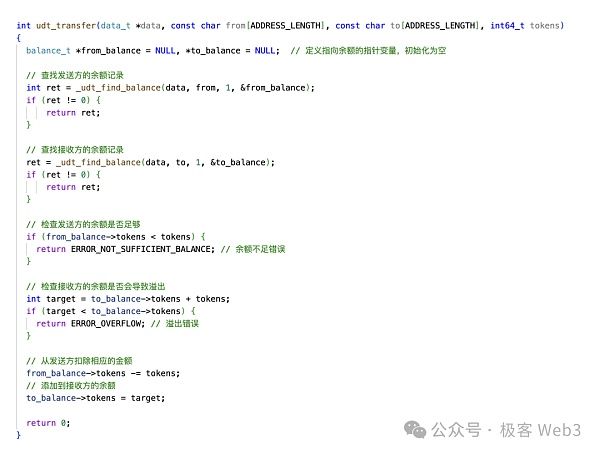 int udt_transfer(data_t *data, const char from[ADDRESS_LENGTH], const char to[ADDRESS_LENGTH], int64_t tokens)
{
balance_t *from_balance = NULL, *to_balance = NULL; // 定义指向余额的指针变量，初始化为空
// 查找发送方的余额记录
int ret = _udt_find_balance(data, from, 1, &from_balance);
if (ret != 0) {
return ret;
}
// 查找接收方的余额记录
ret = _udt_find_balance(data, to, 1, &to_balance);
if (ret != 0) {
return ret;
}
// 检查发送方的余额是否足够
if (from_balance->tokens < tokens) {
return ERROR_NOT_SUFFICIENT_BALANCE; // 余额不足错误
}
// 检查接收方的余额是否会导致溢出
int target = to_balance->tokens + tokens;
if (target < to_balance->tokens) {
return ERROR_OVERFLOW; // 溢出错误
}
// 从发送方扣除相应的金额
from_balance->tokens -= tokens;
// 添加到接收方的余额
to_balance->tokens = target;
return 0;
}
公众号 · 极客 Web3